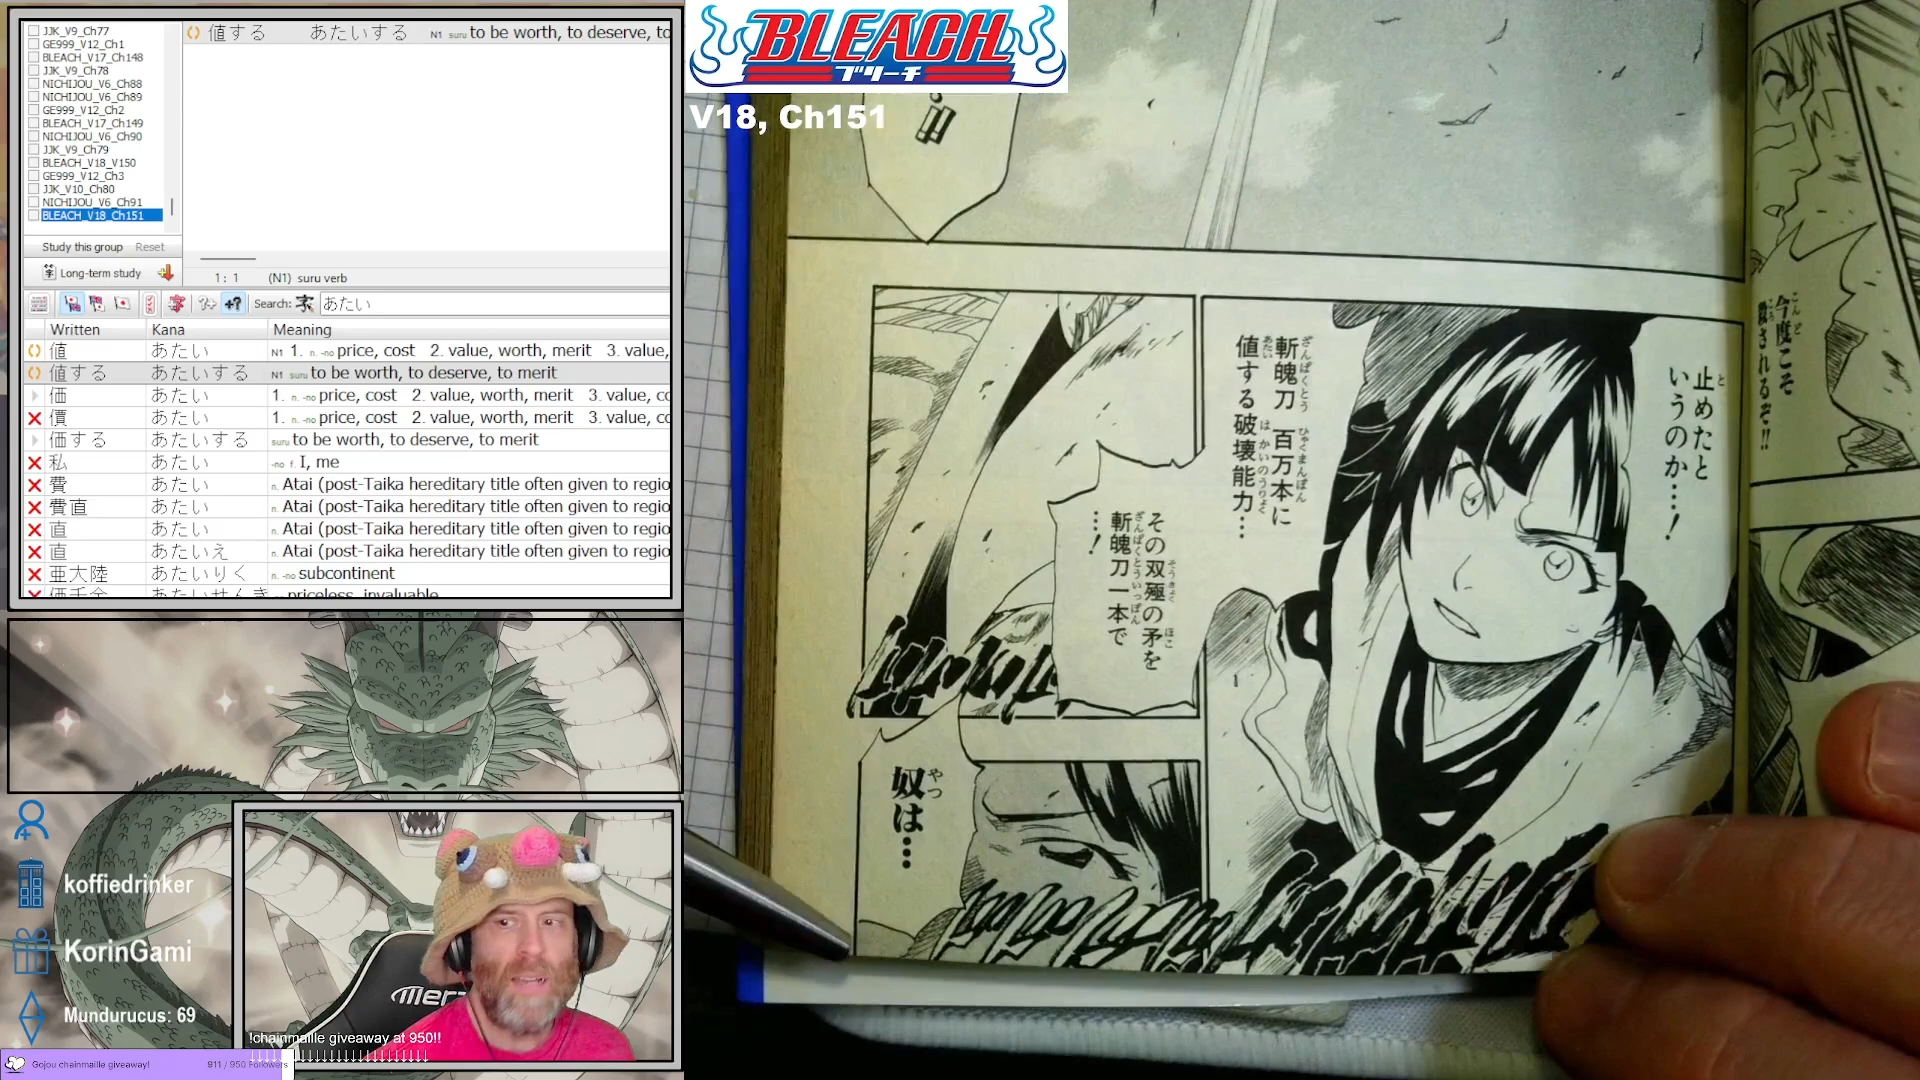 JJK_V9_Ch77
GE999_V12_Ch1
BLEACH_V17_Ch148
JJK_V9_Ch78
NICHIJOU_V6_Ch88
NICHIJOU_V6_Ch89
GE999_V12_Ch2
BLEACH_V17_Ch149
NICHIJOU_V6_Ch90
JJK_V9_Ch79
BLEACH_V18_V150
GE999_V12_Ch3
JJK_V10_Ch80
NICHIJOU_V6_Ch91
BLEACH_V18_Ch151
Study this group Reset
Long-term study
値する あたいする N1 suru to be worth, to deserve, to
1: 1 (N1) suru verb
Search: あたい
Written Kana Meaning
値 あたい N1 1. n. -no price, cost 2. value, worth, merit 3. value,
値する あたいする N1 suru to be worth, to deserve, to merit
価 あたい 1. n. -no price, cost 2. value, worth, merit 3. value, cc
價 あたい 1. n. -no price, cost 2. value, worth, merit 3. value, co
価する あたいする suru to be worth, to deserve, to merit
私 あたい -no f. I, me
費 あたい n. Atai (post-Taika hereditary title often given to regio
費直 あたい n. Atai (post-Taika hereditary title often given to regio
直 あたい n. Atai (post-Taika hereditary title often given to regio
直 あたいえ n. Atai (post-Taika hereditary title often given to regio
亜大陸 あたいりく n. -no subcontinent
価千金 あたいせんき priceless, invaluable
BLEACH
ブリーチ
V18, Ch151
!!
今度こそ
殺されるぞ!!
止めたと
いうのか…!
斬魄刀 百万本に
値する破壊能力…
その双殛の矛を
斬魄刀一本で
…!
奴は…
koffiedrinker
KorinGami
Mundurucus: 69
!chainmaille giveaway at 950!!
Gojou chainmaille giveaway! 911 / 950 Followers